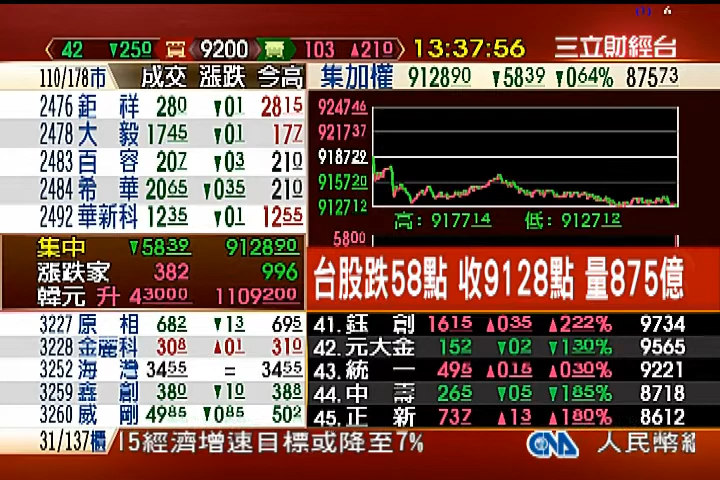 42 ▼250 買 9200 賣 103 ▲210 13:37:56 三立財經台
110/178市 成交 漲跌 今高
2476 鉅祥 280 ▼01 2815
2478 大毅 1745 ▼01 177
2483 百容 207 ▼03 210
2484 希華 2065 ▼035 210
2492 華新科 1235 ▼01 1255
集加權 912890 ▼5839 ▼064% 87573
924746
921737
918729
915720
912712
高: 917714 低: 912712
5800
集中 ▼5839 912890
漲跌家 382 996
韓元 升 43000 1109200
台股跌58點 收9128點 量875億
3227 原相 682 ▼13 695
3228 金麗科 308 ▲01 310
3252 海灣 3455 = 3455
3259 鑫創 380 ▼10 388
3260 威剛 4985 ▼085 502
41. 鈺創 1615 ▲035 ▲222% 9734
42. 元大金 152 ▼02 ▼130% 9565
43. 統一 495 ▲015 ▲030% 9221
44. 中壽 265 ▼05 ▼185% 8718
45. 正新 737 ▲13 ▲180% 8612
31/137櫃 15經濟增速目標或降至7% CNA 人民幣